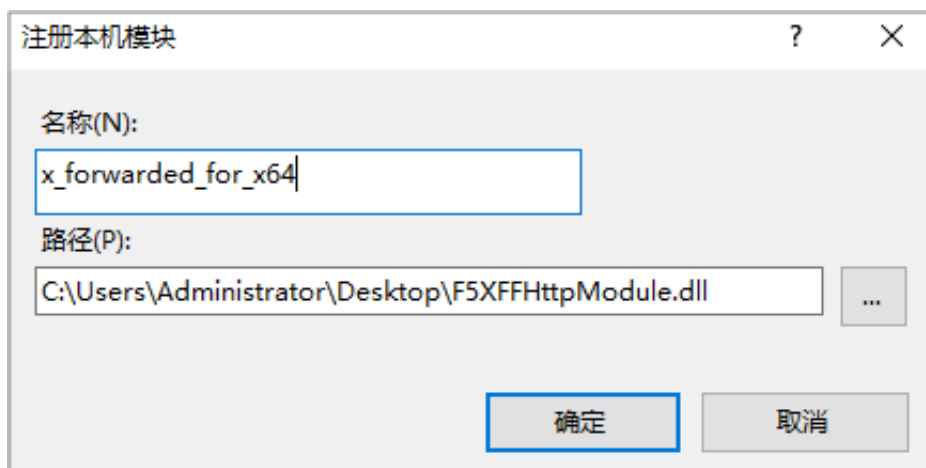 注册本机模块
?
名称(N):
x_forwarded_for_x64
路径(P):
C:\Users\Administrator\Desktop\F5XFFHttpModule.dll
...
确定
取消